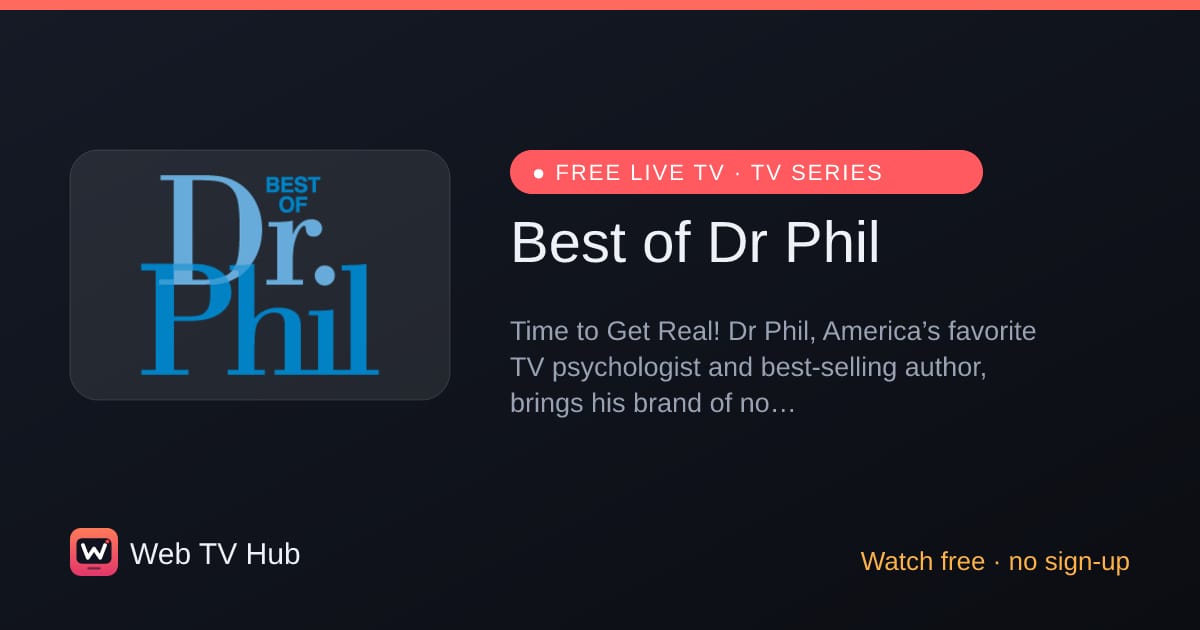 BEST
OF
Dr.
Phil
● FREE LIVE TV · TV SERIES
Best of Dr Phil
Time to Get Real! Dr Phil, America’s favorite
TV psychologist and best-selling author,
brings his brand of no…
W
Web TV Hub
Watch free · no sign-up